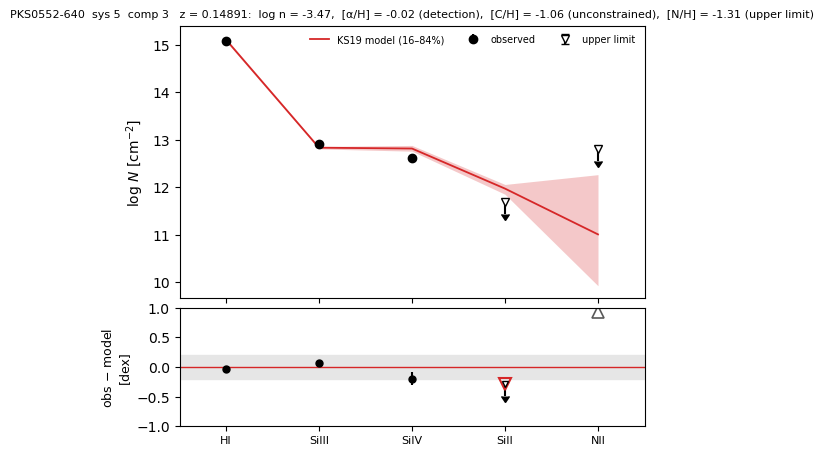 PKS0552-640  sys 5  comp 3   z = 0.14891:  log n = -3.47,  [α/H] = -0.02 (detection),  [C/H] = -1.06 (unconstrained),  [N/H] = -1.31 (upper limit)
KS19 model (16–84%)   observed   upper limit
log N [cm⁻²]
15
14
13
12
11
10
obs − model
[dex]
1.0
0.5
0.0
−0.5
−1.0
HI   SiIII   SiIV   SiII   NII